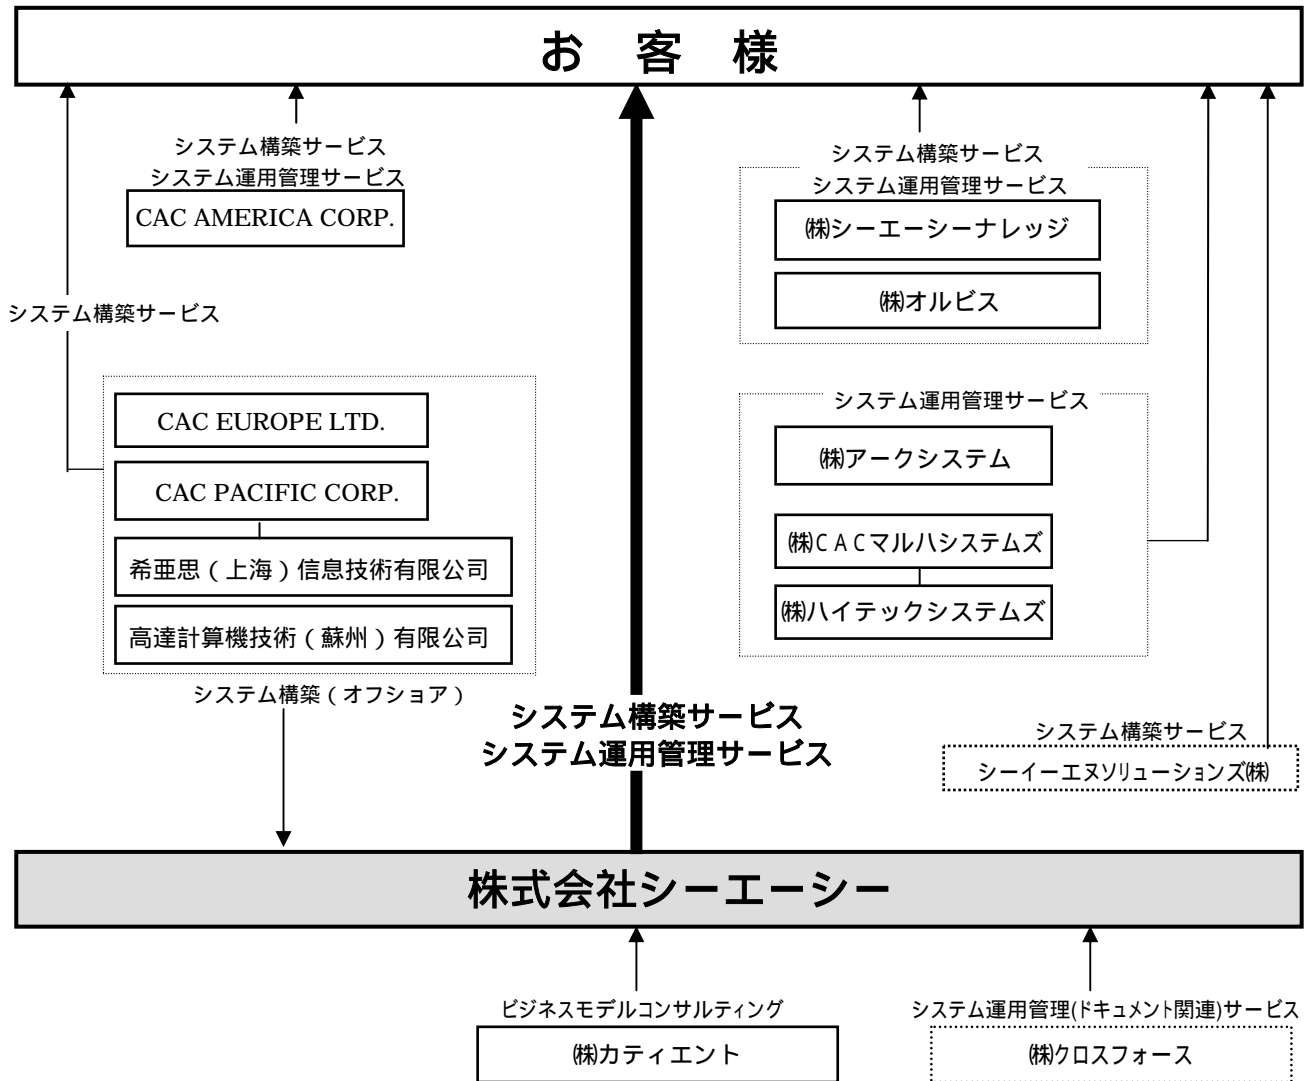 お 客 様
システム構築サービス
システム運用管理サービス
CAC AMERICA CORP.
システム構築サービス
システム運用管理サービス
㈱シーエーシーナレッジ
㈱オルビス
システム構築サービス
CAC EUROPE LTD.
CAC PACIFIC CORP.
希亜思（上海）信息技術有限公司
高達計算機技術（蘇州）有限公司
システム構築（オフショア）
システム運用管理サービス
㈱アークシステム
㈱ＣＡＣマルハシステムズ
㈱ハイテックシステムズ
システム構築サービス
システム運用管理サービス
システム構築サービス
シーイーエヌソリューションズ㈱
株式会社シーエーシー
ビジネスモデルコンサルティング
㈱カティエント
システム運用管理(ドキュメント関連)サービス
㈱クロスフォース